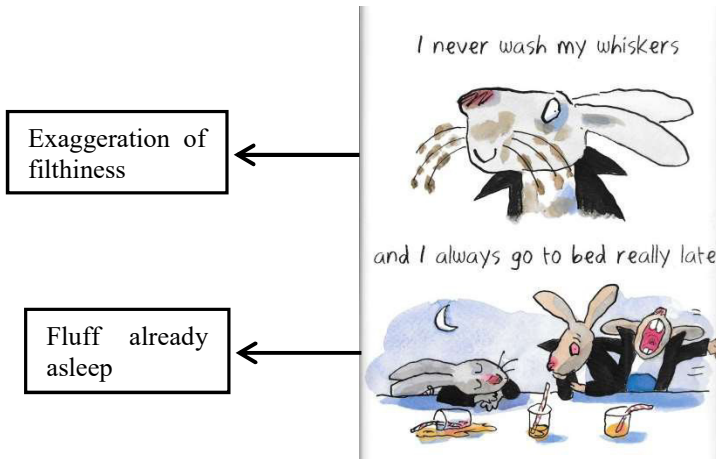 I never wash my whiskers
Exaggeration of
filthiness
and I always go to bed really late
Fluff already
asleep